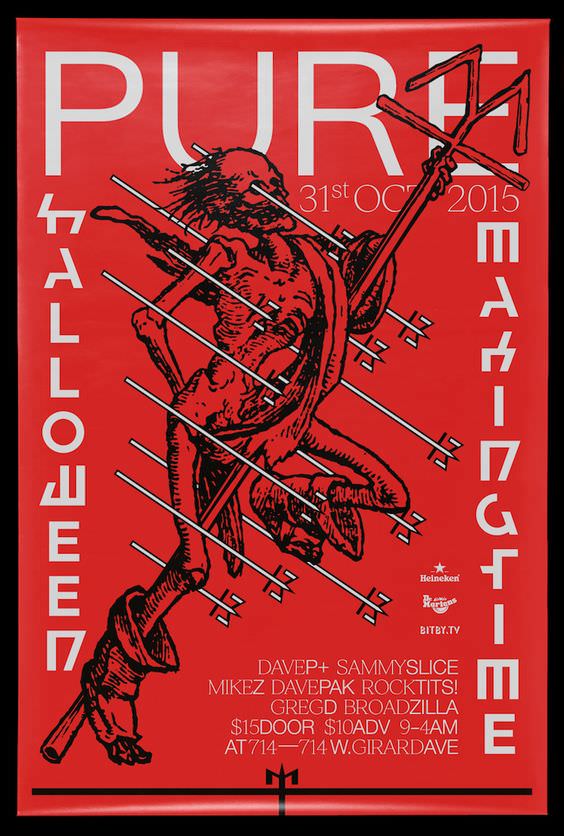 PURE
31st OCT 2015
HALLOWEEN
MAKINGTIME
Heineken
Dr. Martens
BITBY.TV
DAVEP+ SAMMYSLICE
MIKEZ DAVEPAK ROCKTITS!
GREGD BROADZILLA
$15DOOR $10ADV 9–4AM
AT714—714W.GIRARDAVE